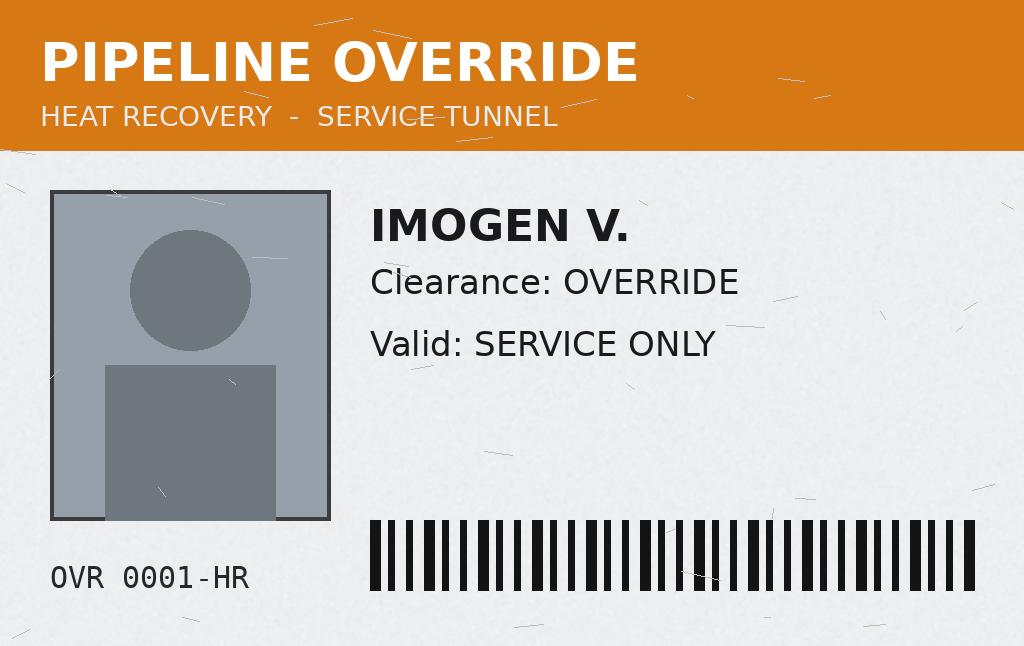 PIPELINE OVERRIDE
HEAT RECOVERY - SERVICE TUNNEL
IMOGEN V.
Clearance: OVERRIDE
Valid: SERVICE ONLY
OVR 0001-HR